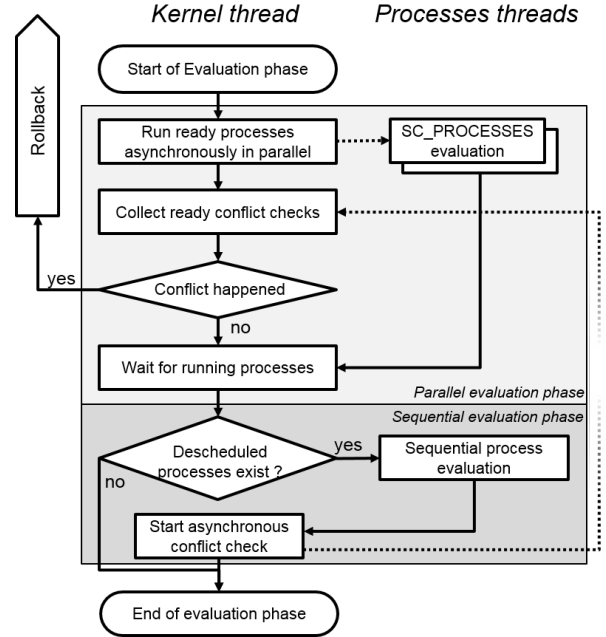 Kernel thread
Processes threads
Start of Evaluation phase
Rollback
Run ready processes
asynchronously in parallel
SC_PROCESSES
evaluation
Collect ready conflict checks
yes
Conflict happened
no
Wait for running processes
Parallel evaluation phase
Sequential evaluation phase
Descheduled
processes exist ?
yes
Sequential process
evaluation
no
Start asynchronous
conflict check
End of evaluation phase